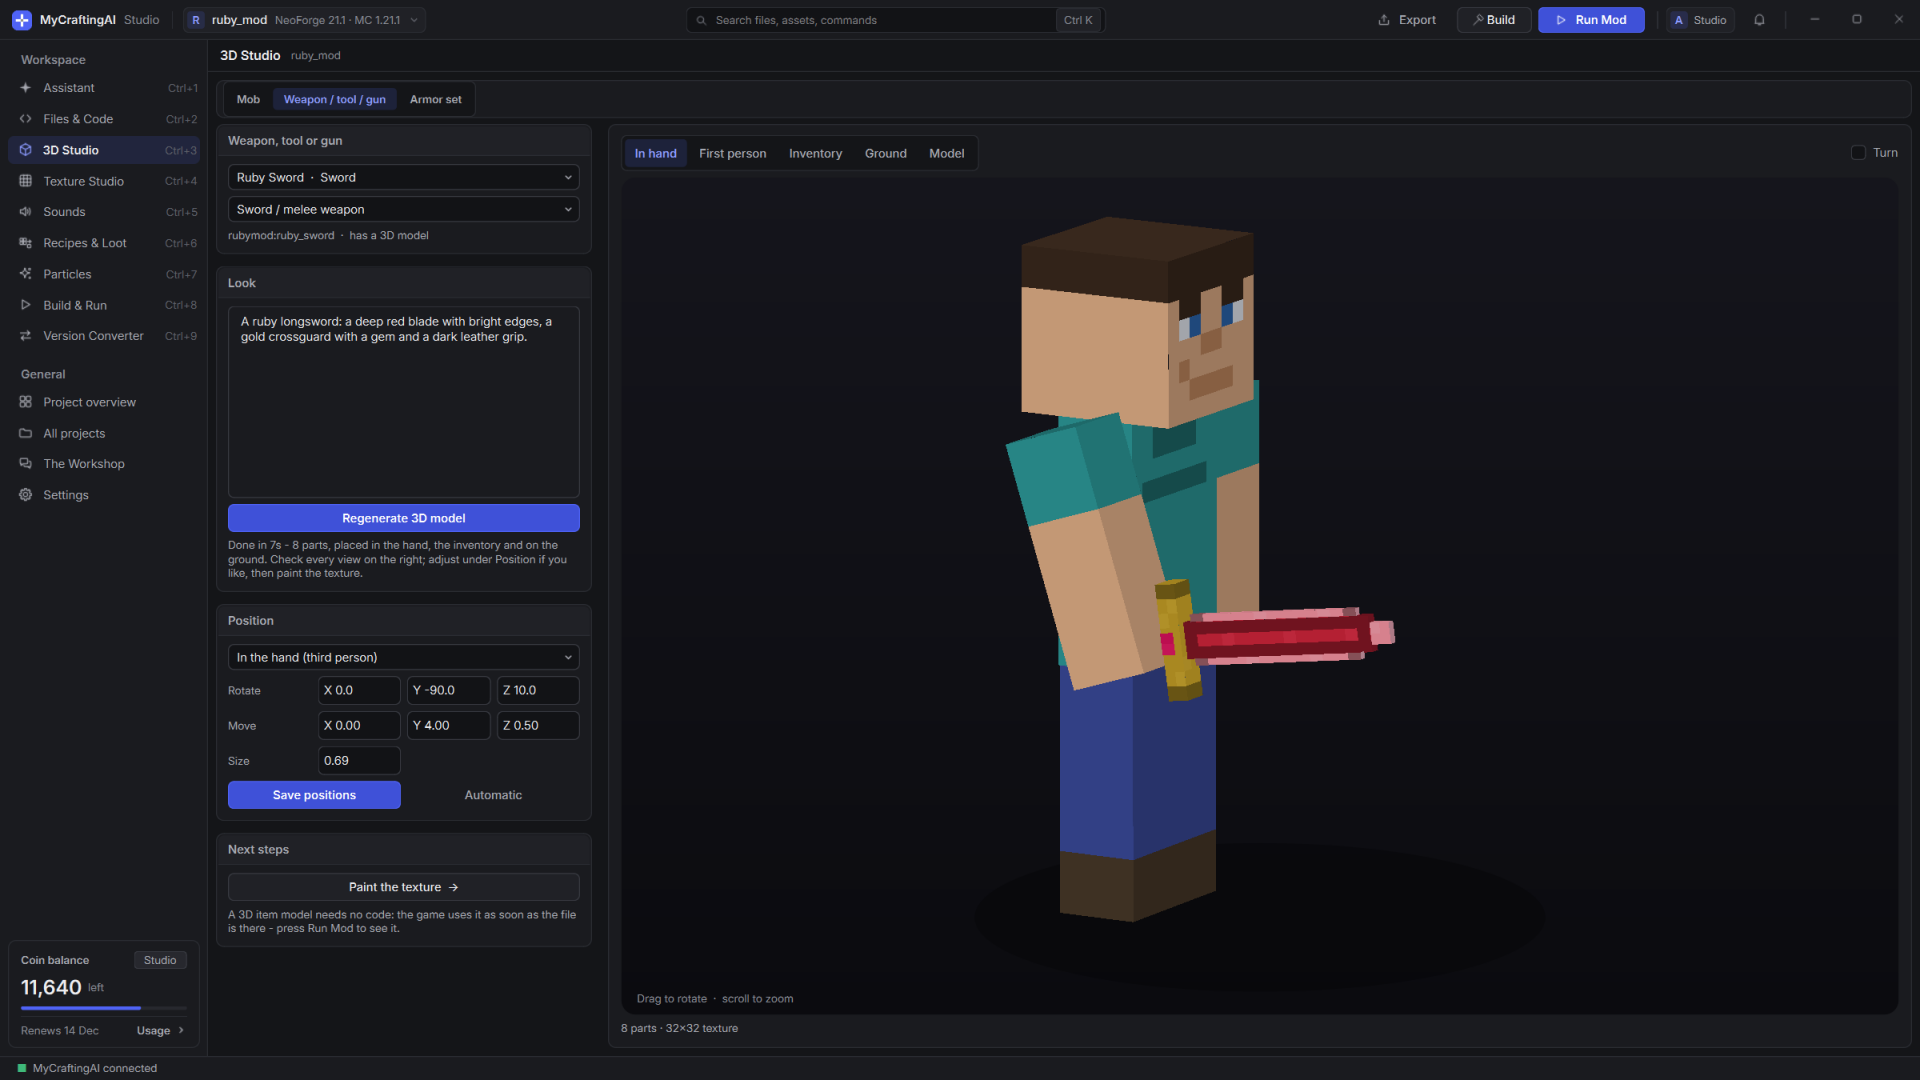 MyCraftingAI Studio
R ruby_mod NeoForge 21.1 · MC 1.21.1
Search files, assets, commands Ctrl K
Export
Build
Run Mod
A Studio
Workspace
Assistant Ctrl+1
Files & Code Ctrl+2
3D Studio Ctrl+3
Texture Studio Ctrl+4
Sounds Ctrl+5
Recipes & Loot Ctrl+6
Particles Ctrl+7
Build & Run Ctrl+8
Version Converter Ctrl+9
General
Project overview
All projects
The Workshop
Settings
Coin balance Studio
11,640 left
Renews 14 Dec Usage
MyCraftingAI connected
3D Studio ruby_mod
Mob Weapon / tool / gun Armor set
Weapon, tool or gun
Ruby Sword · Sword
Sword / melee weapon
rubymod:ruby_sword · has a 3D model
Look
A ruby longsword: a deep red blade with bright edges, a
gold crossguard with a gem and a dark leather grip.
Regenerate 3D model
Done in 7s - 8 parts, placed in the hand, the inventory and on the
ground. Check every view on the right; adjust under Position if you
like, then paint the texture.
Position
In the hand (third person)
Rotate X 0.0 Y -90.0 Z 10.0
Move X 0.00 Y 4.00 Z 0.50
Size 0.69
Save positions Automatic
Next steps
Paint the texture →
A 3D item model needs no code: the game uses it as soon as the file
is there - press Run Mod to see it.
In hand First person Inventory Ground Model
Turn
Drag to rotate · scroll to zoom
8 parts · 32×32 texture